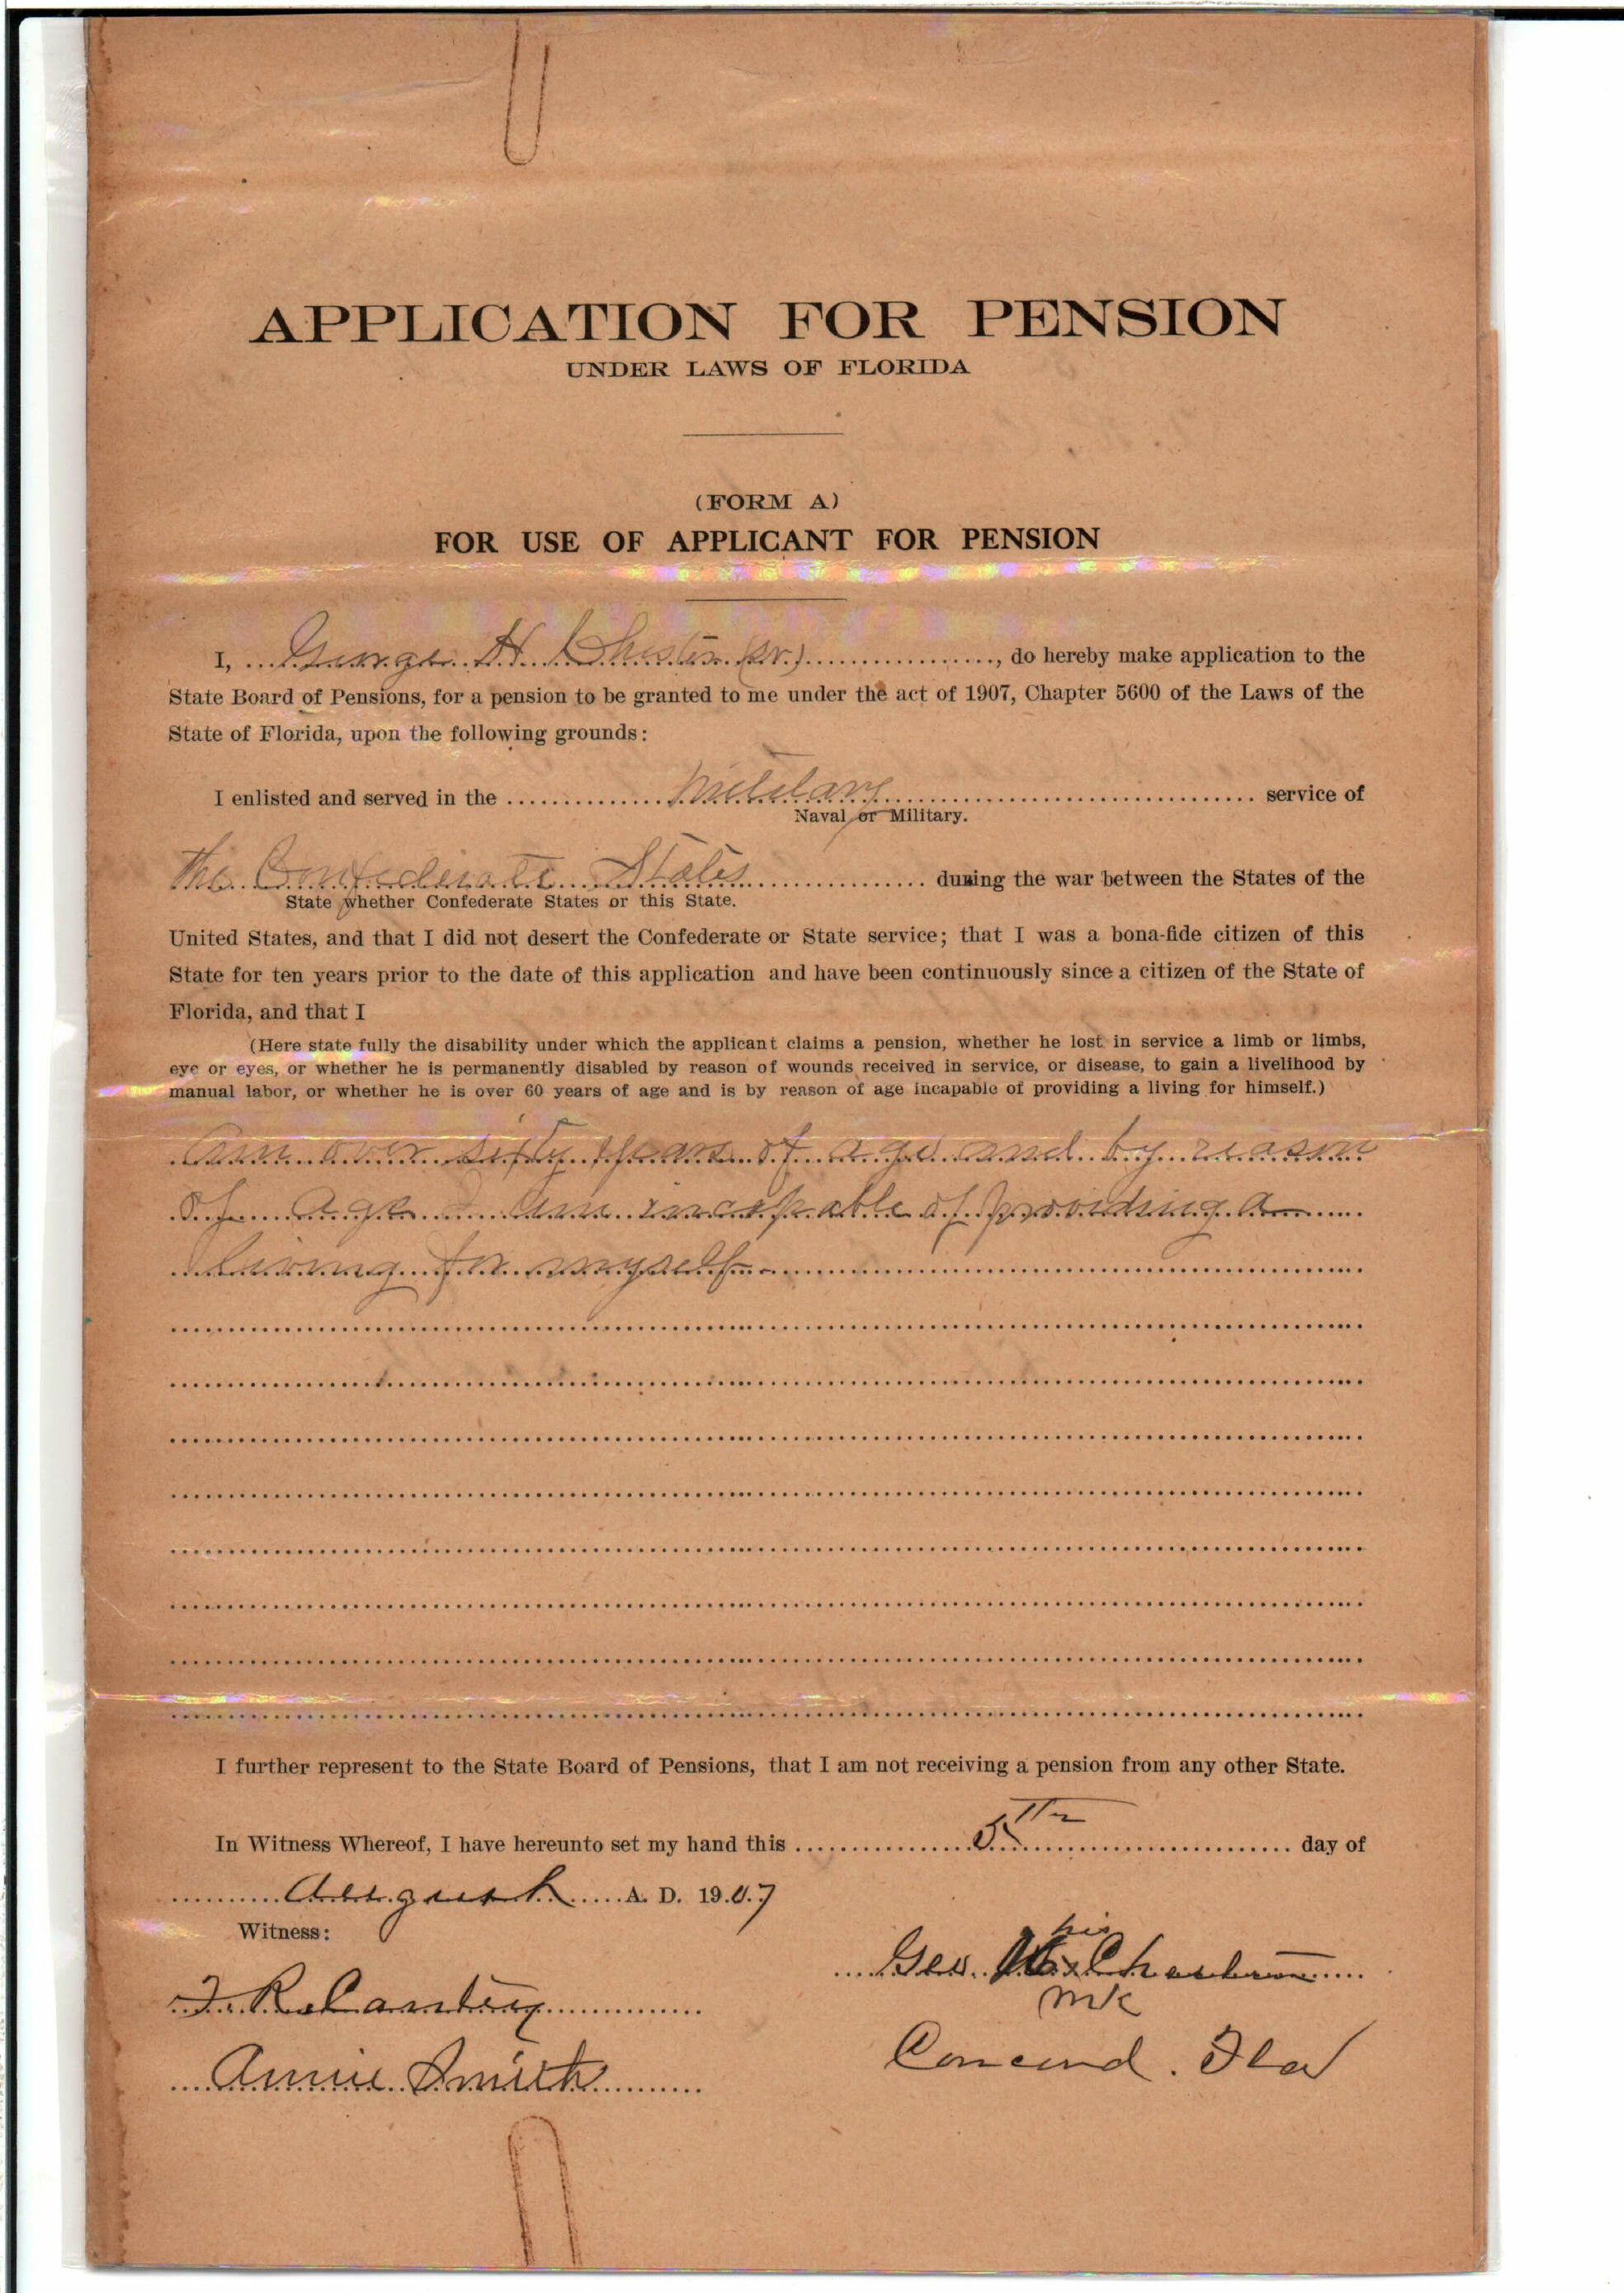 APPLICATION FOR PENSION
UNDER LAWS OF FLORIDA
(FORM A)
FOR USE OF APPLICANT FOR PENSION
I, George H. (Sr.), do hereby make application to the
State Board of Pensions, for a pension to be granted to me under the act of 1907, Chapter 5600 of the Laws of the
State of Florida, upon the following grounds:
I enlisted and served in the Military service of
Naval or Military.
The Confederate States during the war between the States of the
State whether Confederate States or this State.
United States, and that I did not desert the Confederate or State service; that I was a bona-fide citizen of this
State for ten years prior to the date of this application and have been continuously since a citizen of the State of
Florida, and that I
(Here state fully the disability under which the applicant claims a pension, whether he lost in service a limb or limbs,
eye or eyes, or whether he is permanently disabled by reason of wounds received in service, or disease, to gain a livelihood by
manual labor, or whether he is over 60 years of age and is by reason of age incapable of providing a living for himself.)
am over sixty years of age and by reason
of age am incapable of providing a
living for myself.
I further represent to the State Board of Pensions, that I am not receiving a pension from any other State.
In Witness Whereof, I have hereunto set my hand this 5th day of
August A. D. 1907
Witness:
his
Geo. x
mk
Annie Smith
Concord. Fla